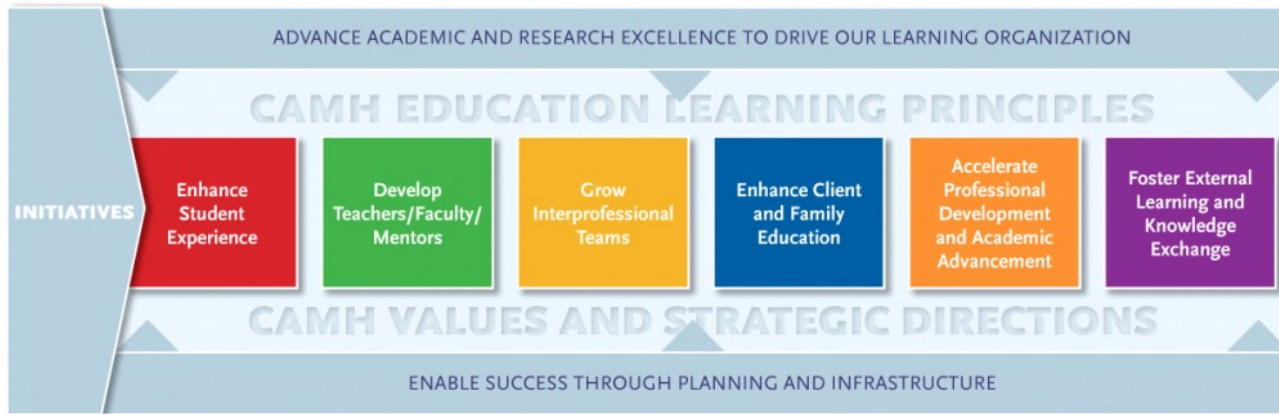 ADVANCE ACADEMIC AND RESEARCH EXCELLENCE TO DRIVE OUR LEARNING ORGANIZATION
CAMH EDUCATION LEARNING PRINCIPLES
INITIATIVES
Enhance
Student
Experience
Develop
Teachers/Faculty/
Mentors
Grow
Interprofessional
Teams
Enhance Client
and Family
Education
Accelerate
Professional
Development
and Academic
Advancement
Foster External
Learning and
Knowledge
Exchange
CAMH VALUES AND STRATEGIC DIRECTIONS
ENABLE SUCCESS THROUGH PLANNING AND INFRASTRUCTURE